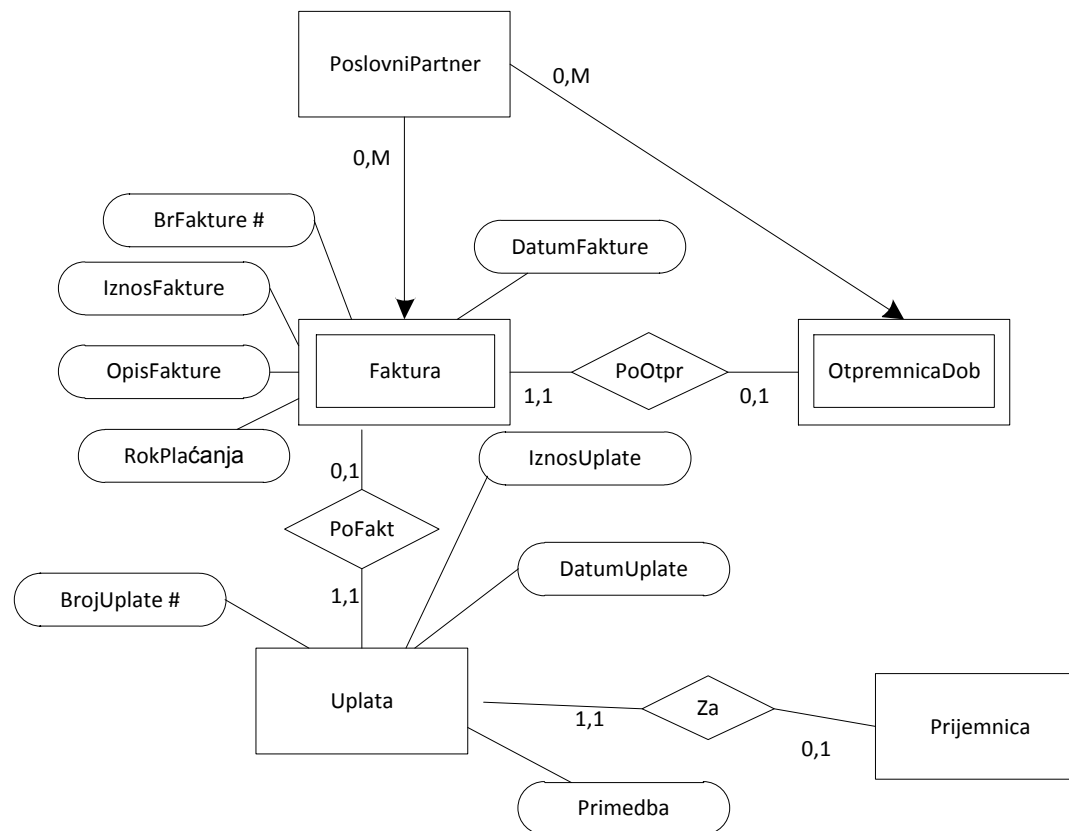 PoslovniPartner
0,M
0,M
BrFakture #
DatumFakture
IznosFakture
OpisFakture
Faktura
PoOtpr
OtpremnicaDob
1,1
0,1
RokPlaćanja
IznosUplate
0,1
PoFakt
DatumUplate
1,1
BrojUplate #
Uplata
Za
1,1
0,1
Prijemnica
Primedba